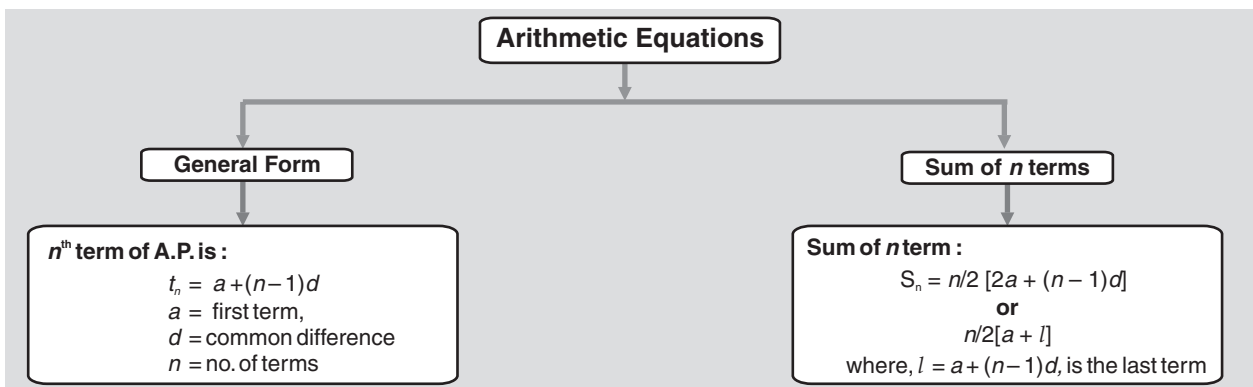 Arithmetic Equations
General Form
Sum of n terms
nth term of A.P. is :
tn = a+(n–1)d
a = first term,
d = common difference
n = no. of terms
Sum of n term :
Sn = n/2 [2a + (n – 1)d]
or
n/2[a + l]
where, l = a + (n–1)d, is the last term